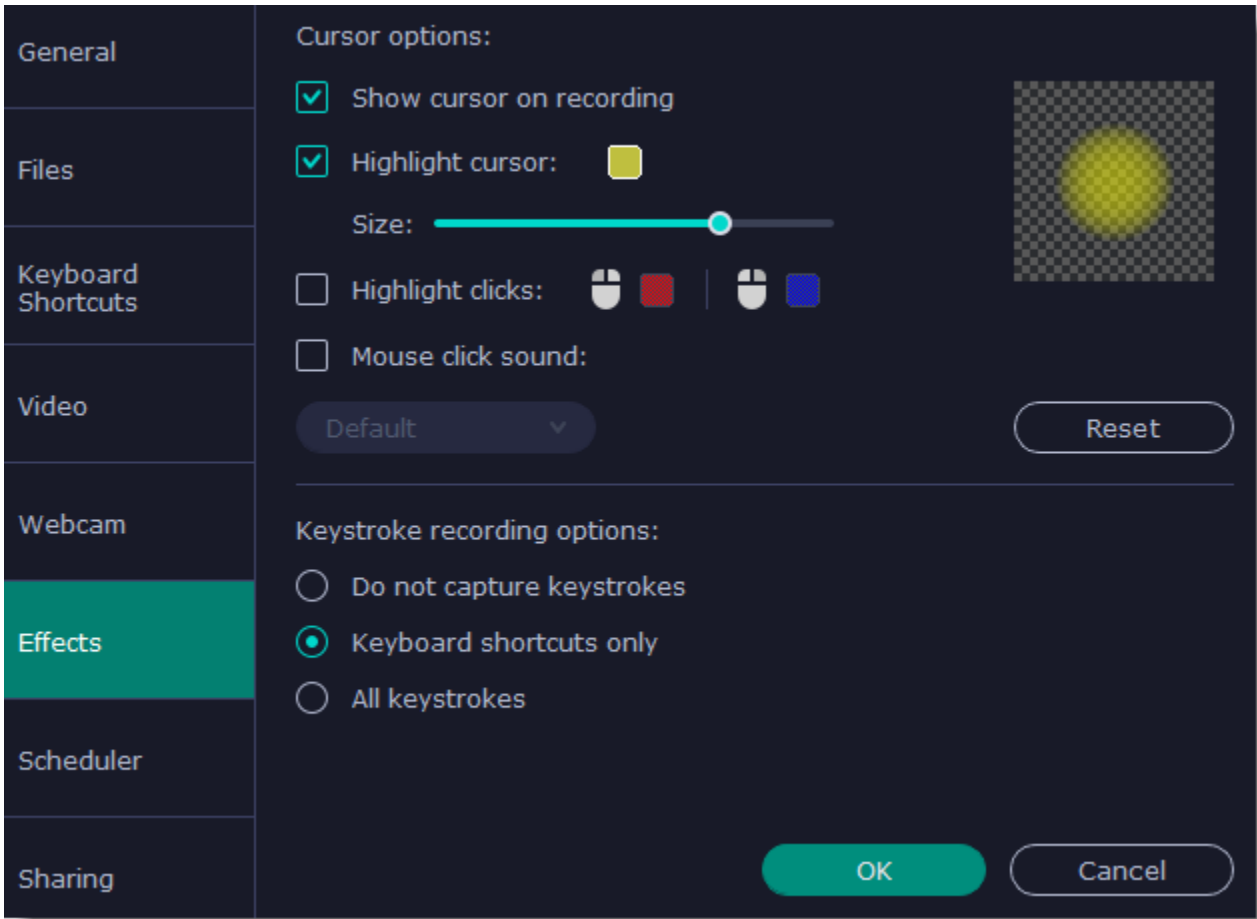 General
Files
Keyboard
Shortcuts
Video
Webcam
Effects
Scheduler
Sharing
Cursor options:
Show cursor on recording
Highlight cursor:
Size:
Highlight clicks:
Mouse click sound:
Default
Reset
Keystroke recording options:
Do not capture keystrokes
Keyboard shortcuts only
All keystrokes
OK
Cancel